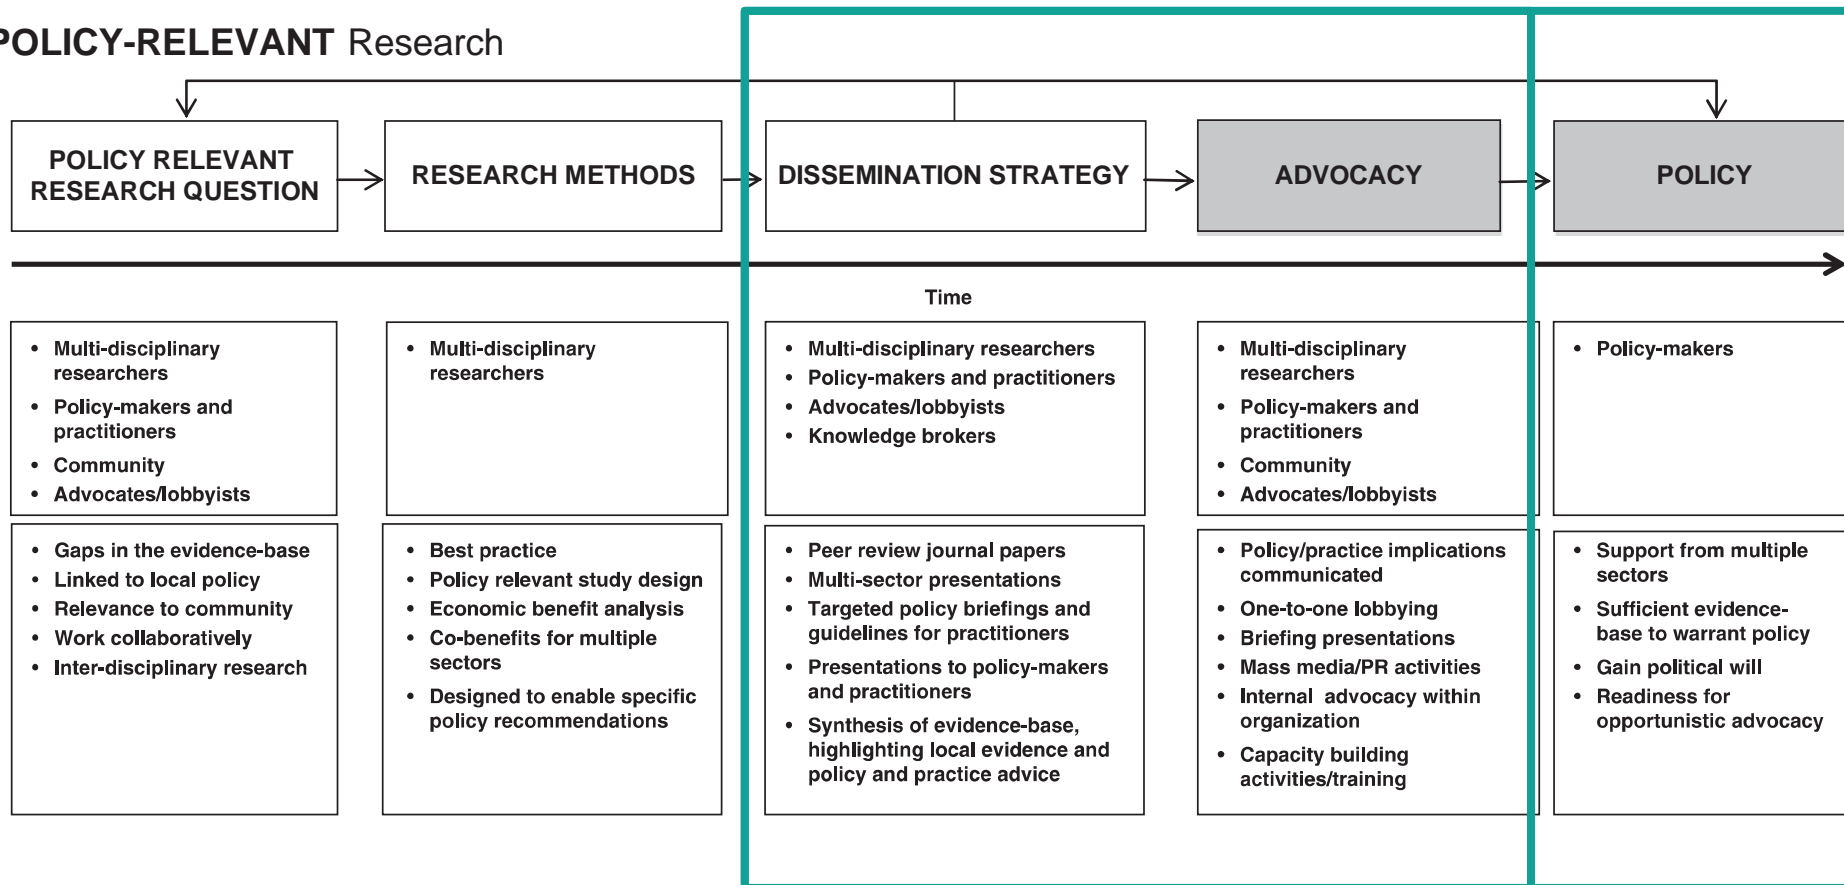 POLICY-RELEVANT Research
POLICY RELEVANT
RESEARCH QUESTION
RESEARCH METHODS
DISSEMINATION STRATEGY
ADVOCACY
POLICY
Time
• Multi-disciplinary
researchers
• Policy-makers and
practitioners
• Community
• Advocates/lobbyists
• Multi-disciplinary
researchers
• Multi-disciplinary researchers
• Policy-makers and practitioners
• Advocates/lobbyists
• Knowledge brokers
• Multi-disciplinary
researchers
• Policy-makers and
practitioners
• Community
• Advocates/lobbyists
• Policy-makers
• Gaps in the evidence-base
• Linked to local policy
• Relevance to community
• Work collaboratively
• Inter-disciplinary research
• Best practice
• Policy relevant study design
• Economic benefit analysis
• Co-benefits for multiple
sectors
• Designed to enable specific
policy recommendations
• Peer review journal papers
• Multi-sector presentations
• Targeted policy briefings and
guidelines for practitioners
• Presentations to policy-makers
and practitioners
• Synthesis of evidence-base,
highlighting local evidence and
policy and practice advice
• Policy/practice implications
communicated
• One-to-one lobbying
• Briefing presentations
• Mass media/PR activities
• Internal advocacy within
organization
• Capacity building
activities/training
• Support from multiple
sectors
• Sufficient evidence-
base to warrant policy
• Gain political will
• Readiness for
opportunistic advocacy